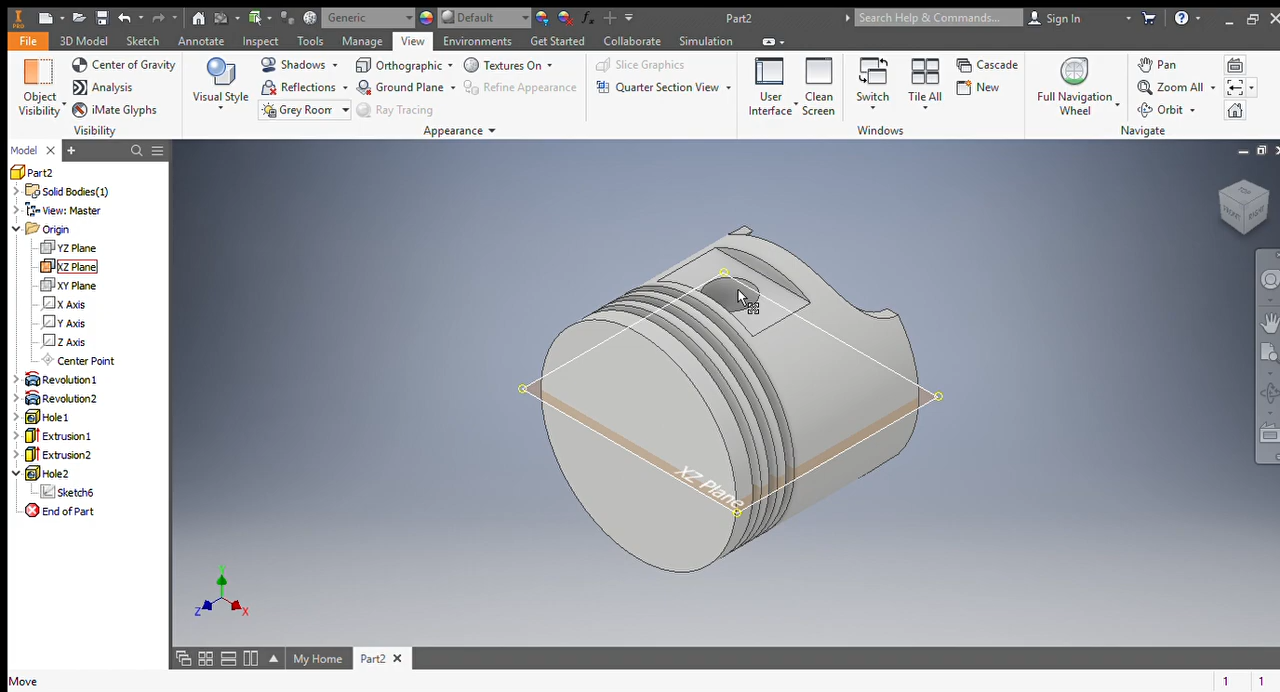 PRO
Generic
Default
fx
Part2
Search Help & Commands...
Sign In
File
3D Model
Sketch
Annotate
Inspect
Tools
Manage
View
Environments
Get Started
Collaborate
Simulation
Object
Visibility
Center of Gravity
Analysis
iMate Glyphs
Visibility
Visual Style
Shadows
Reflections
Grey Room
Orthographic
Ground Plane
Ray Tracing
Textures On
Refine Appearance
Appearance
Slice Graphics
Quarter Section View
User
Interface
Clean
Screen
Switch
Tile All
Cascade
New
Windows
Full Navigation
Wheel
Pan
Zoom All
Orbit
Navigate
Model
Part2
Solid Bodies(1)
View: Master
Origin
YZ Plane
XZ Plane
XY Plane
X Axis
Y Axis
Z Axis
Center Point
Revolution1
Revolution2
Hole1
Extrusion1
Extrusion2
Hole2
Sketch6
End of Part
XZ Plane
TOP
FRONT
RIGHT
Y
Z
X
My Home
Part2
Move
1
1